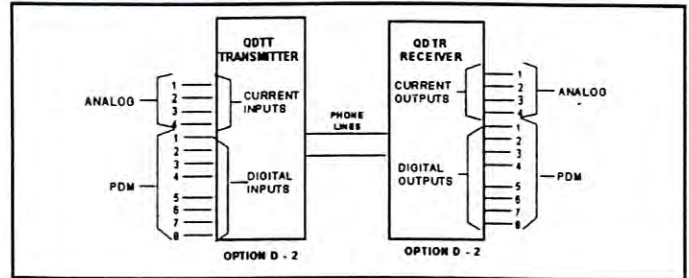 QDTT
TRANSMITTER
ANALOG
1
2
3
4
CURRENT
INPUTS
PDM
1
2
3
4
5
6
7
8
DIGITAL
INPUTS
OPTION D - 2
PHONE
LINES
QDTR
RECEIVER
CURRENT
OUTPUTS
1
2
3
4
ANALOG
DIGITAL
OUTPUTS
1
2
3
4
5
6
7
8
PDM
OPTION D - 2